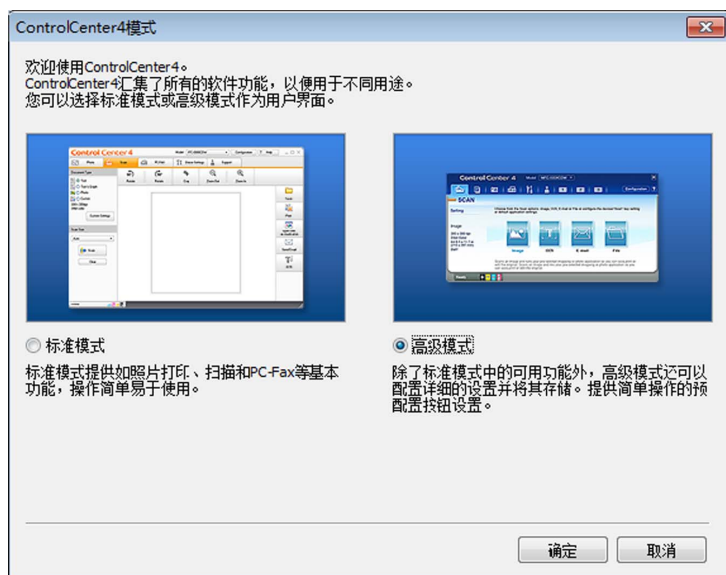 ControlCenter4模式
欢迎使用ControlCenter4。
ControlCenter4汇集了所有的软件功能，以便用于不同用途。
您可以选择标准模式或高级模式作为用户界面。
Control Center 4
Control Center 4
SCAN
Image
OCR
E-mail
File
标准模式
高级模式
标准模式提供如照片打印、扫描和PC-Fax等基本
功能，操作简单易于使用。
除了标准模式中的可用功能外，高级模式还可以
配置详细的设置并将其存储。提供简单操作的预
配置按钮设置。
确定
取消